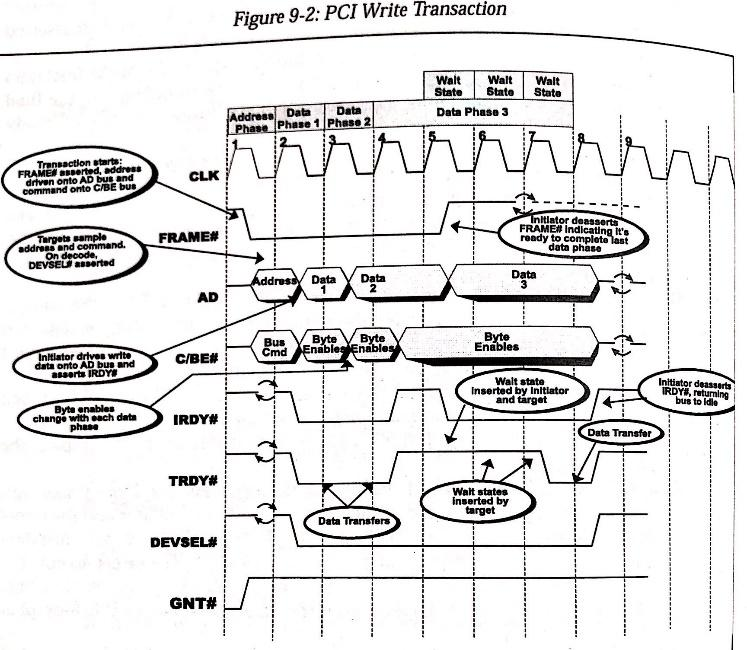 Figure 9-2: PCI Write Transaction
Wait
State
Wait
State
Wait
State
Address
Phase
Data
Phase 1
Data
Phase 2
Data Phase 3
1
2
3
4
5
6
7
8
9
CLK
Transaction starts:
FRAME# asserted, address
driven onto AD bus and
command onto C/BE bus
FRAME#
Initiator deasserts
FRAME# indicating it's
ready to complete last
data phase
Targets sample
address and command.
On decode,
DEVSEL# asserted
AD
Address
Data
1
Data
2
Data
3
Initiator drives write
data onto AD bus and
asserts IRDY#
C/BE#
Bus
Cmd
Byte
Enables
Byte
Enables
Byte
Enables
Byte enables
change with each data
phase
IRDY#
Wait state
inserted by initiator
and target
Initiator deasserts
IRDY#, returning
bus to idle
Data Transfer
TRDY#
Data Transfers
Wait states
inserted by
target
DEVSEL#
GNT#